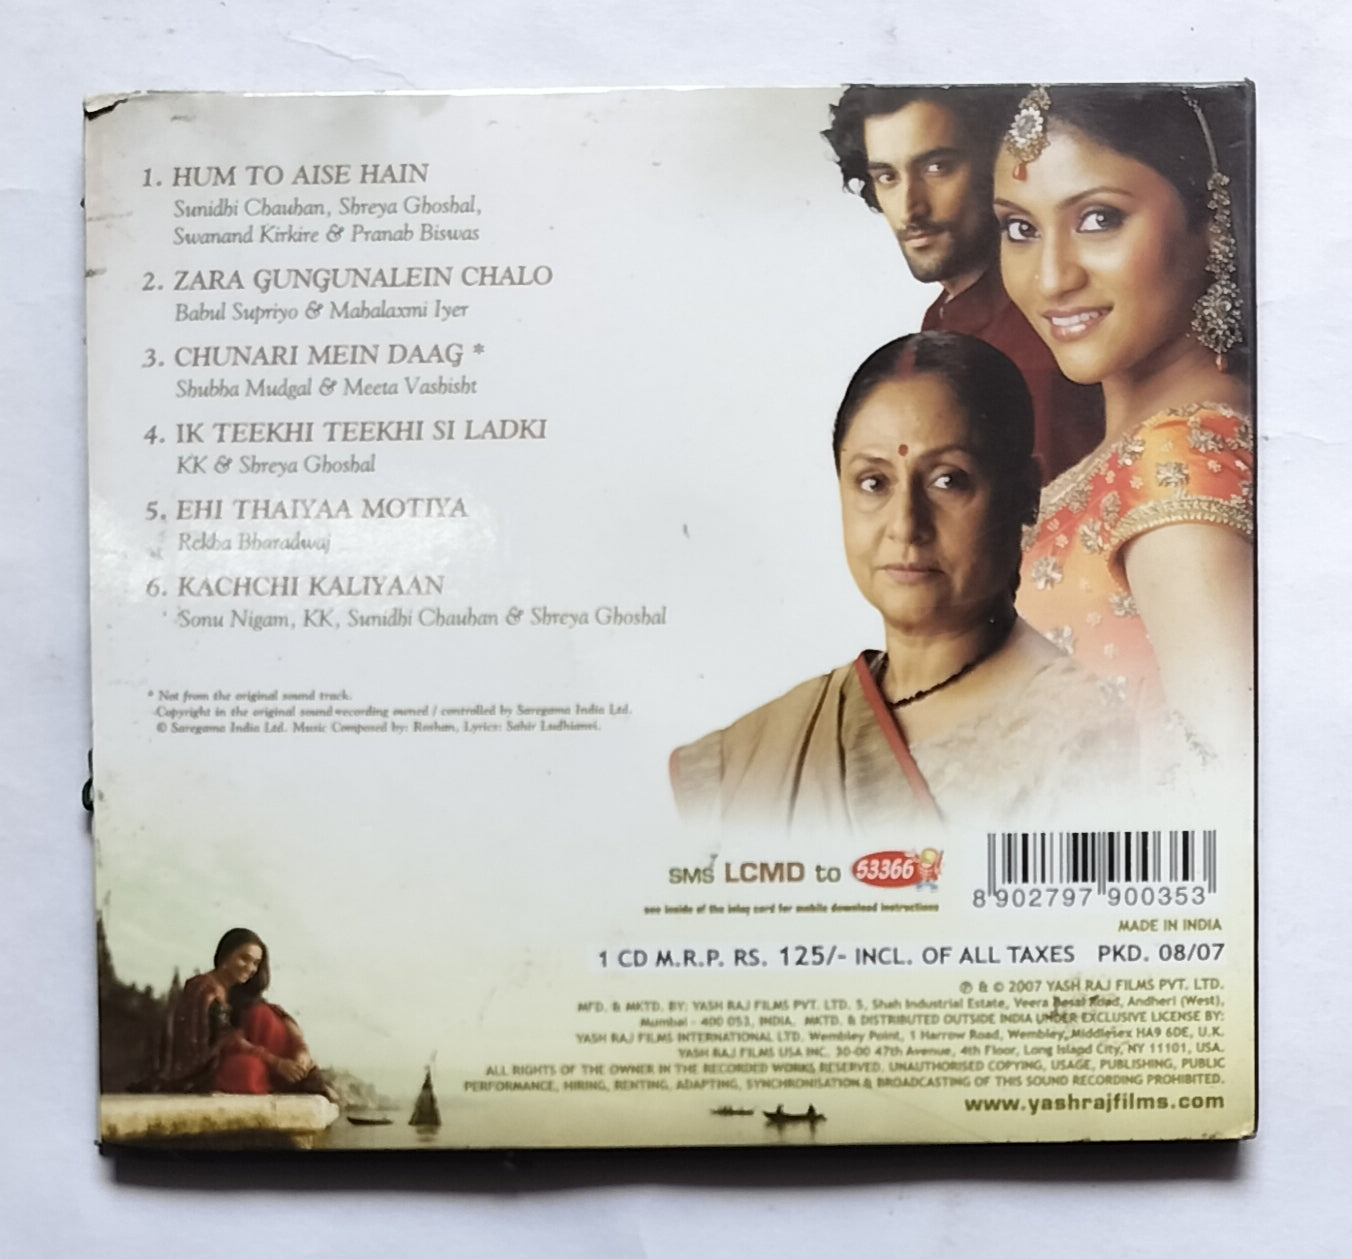 1. HUM TO AISE HAIN
Sunidhi Chauhan, Shreya Ghoshal,
Swanand Kirkire & Pranab Biswas
2. ZARA GUNGUNALEIN CHALO
Babul Supriyo & Mahalaxmi Iyer
3. CHUNARI MEIN DAAG *
Shubha Mudgal & Meeta Vashisht
4. IK TEEKHI TEEKHI SI LADKI
KK & Shreya Ghoshal
5. EHI THAIYAA MOTIYA
Rekha Bharadwaj
6. KACHCHI KALIYAAN
Sonu Nigam, KK, Sunidhi Chauhan & Shreya Ghoshal
* Not from the original sound track.
Copyright in the original sound recording owned / controlled by Saregama India Ltd.
© Saregama India Ltd. Music Composed by: Roshan, Lyrics: Sahir Ludhianvi.
SMS LCMD to 53366
see inside of the inlay card for mobile download instructions
8 902797 900353
MADE IN INDIA
1 CD M.R.P. RS. 125/- INCL. OF ALL TAXES PKD. 08/07
℗ & © 2007 YASH RAJ FILMS PVT. LTD.
MFD. & MKTD. BY: YASH RAJ FILMS PVT. LTD. 5, Shah Industrial Estate, Veera Desai Road, Andheri (West),
Mumbai - 400 053, INDIA. MKTD. & DISTRIBUTED OUTSIDE INDIA UNDER EXCLUSIVE LICENSE BY:
YASH RAJ FILMS INTERNATIONAL LTD. Wembley Point, 1 Harrow Road, Wembley, Middlesex HA9 6DE, U.K.
YASH RAJ FILMS USA INC. 30-00 47th Avenue, 4th Floor, Long Island City, NY 11101, USA.
ALL RIGHTS OF THE OWNER IN THE RECORDED WORKS RESERVED. UNAUTHORISED COPYING, USAGE, PUBLISHING, PUBLIC
PERFORMANCE, HIRING, RENTING, ADAPTING, SYNCHRONISATION & BROADCASTING OF THIS SOUND RECORDING PROHIBITED.
www.yashrajfilms.com